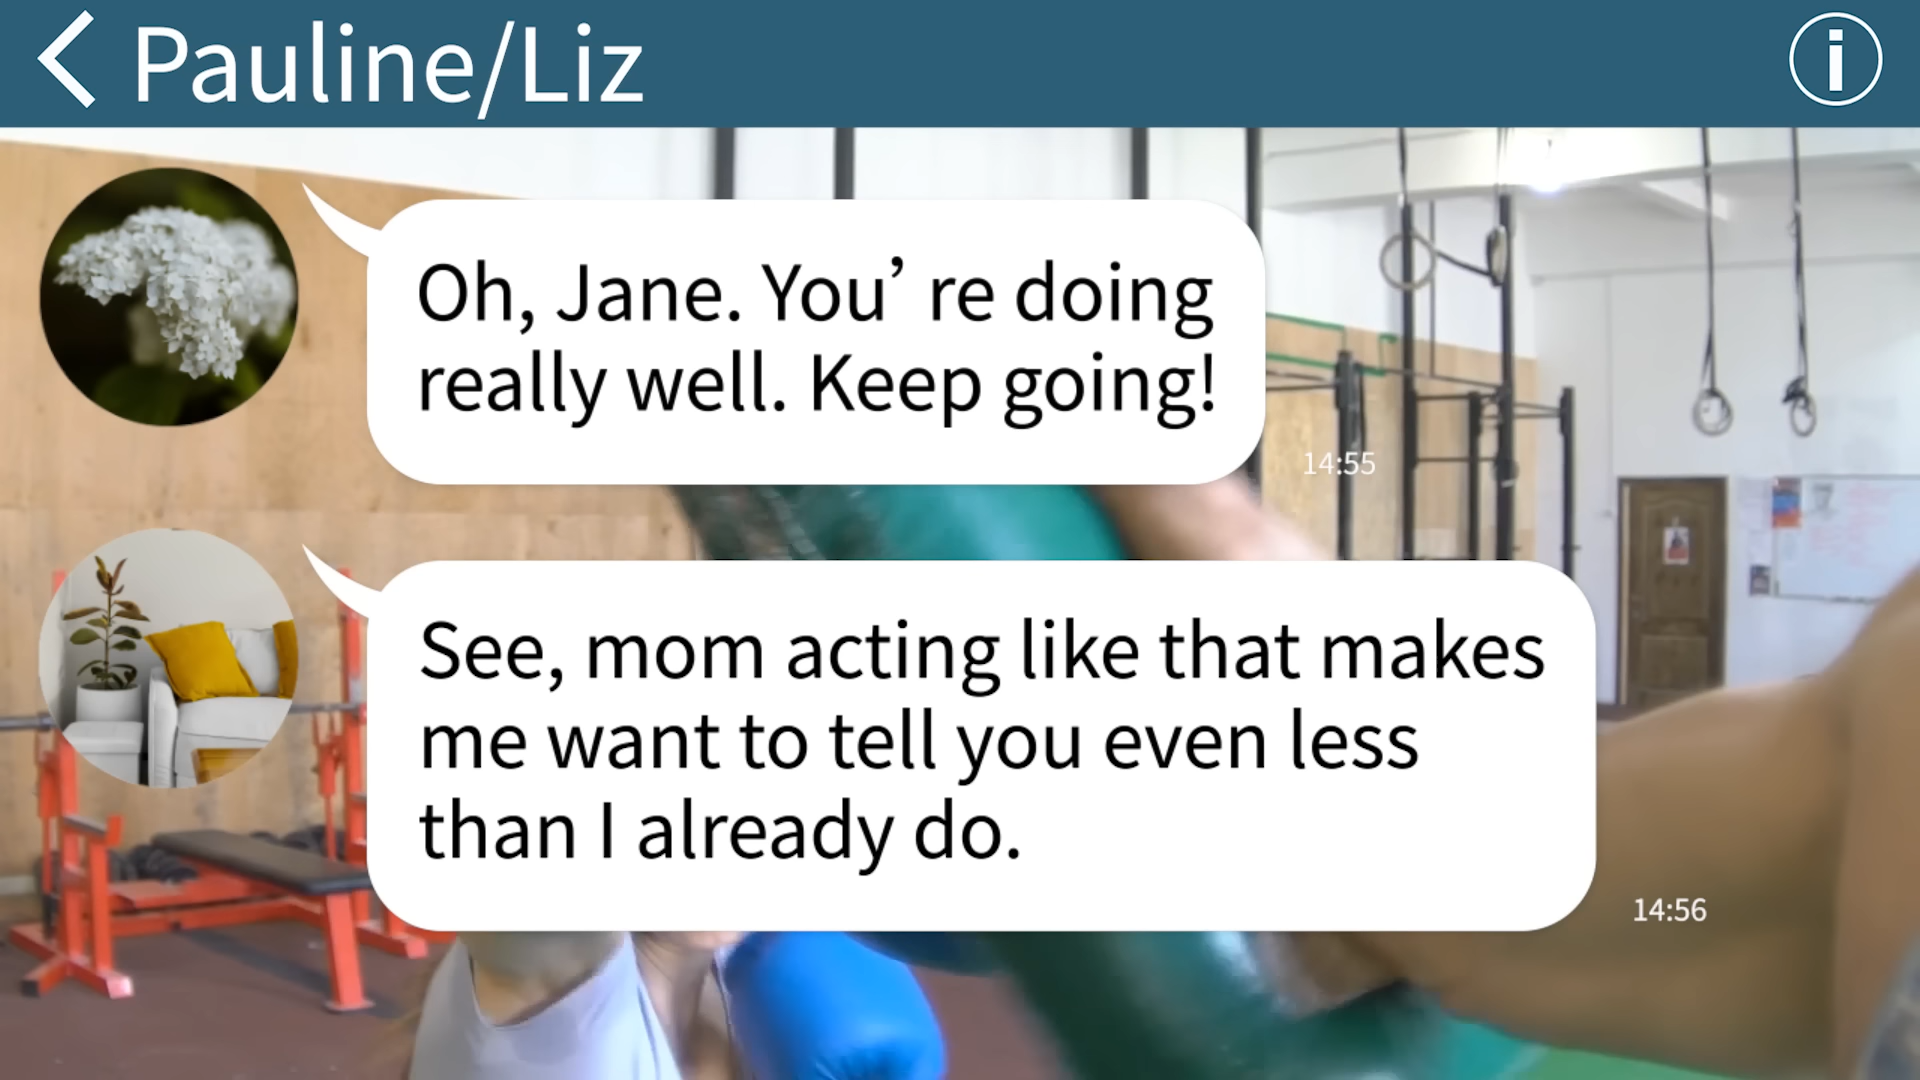 Pauline/Liz
Oh, Jane. You’ re doing
really well. Keep going!
14:55
See, mom acting like that makes
me want to tell you even less
than I already do.
14:56